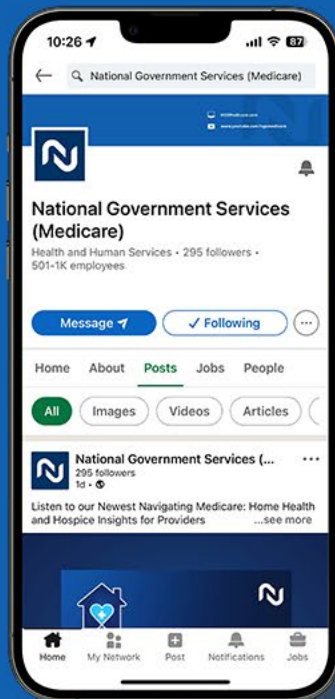 10:26
87
National Government Services (Medicare)
National Government Services
(Medicare)
Health and Human Services • 295 followers •
501-1K employees
Message
Following
Home About Posts Jobs People
All Images Videos Articles
National Government Services (...
295 followers
1d •
Listen to our Newest Navigating Medicare: Home Health
and Hospice Insights for Providers ...see more
Home My Network Post Notifications Jobs